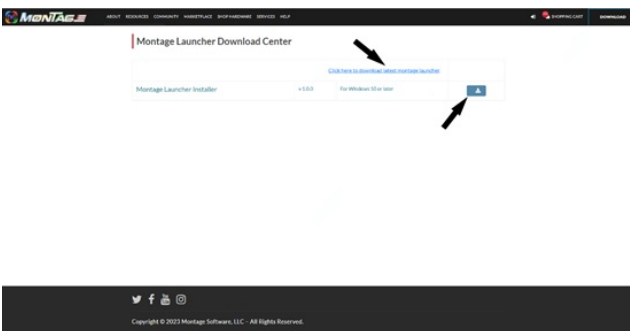 MONTAGE
ABOUT RESOURCES COMMUNITY MARKETPLACE SHOP HARDWARE SERVICES HELP
SHOPPING CART
DOWNLOAD
Montage Launcher Download Center
Click here to download latest montage launcher
Montage Launcher Installer v 1.0.3 For Windows 10 or later
Copyright © 2023 Montage Software, LLC - All Rights Reserved.